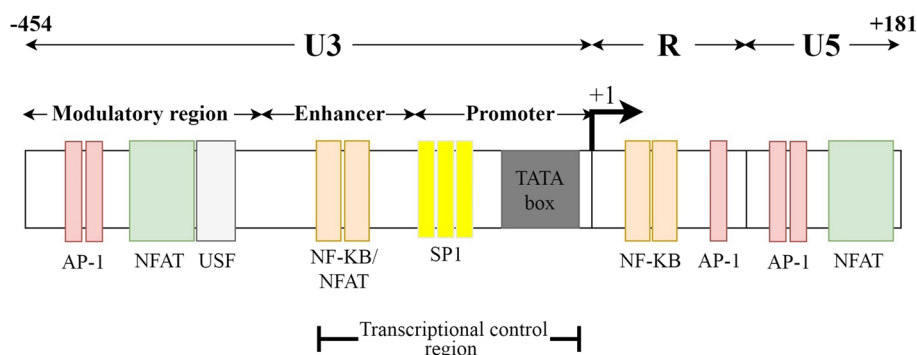 -454
+181
U3
R
U5
Modulatory region
Enhancer
Promoter
+1
TATA
box
AP-1
NFAT
USF
NF-KB/
NFAT
SP1
NF-KB
AP-1
AP-1
NFAT
Transcriptional control
region